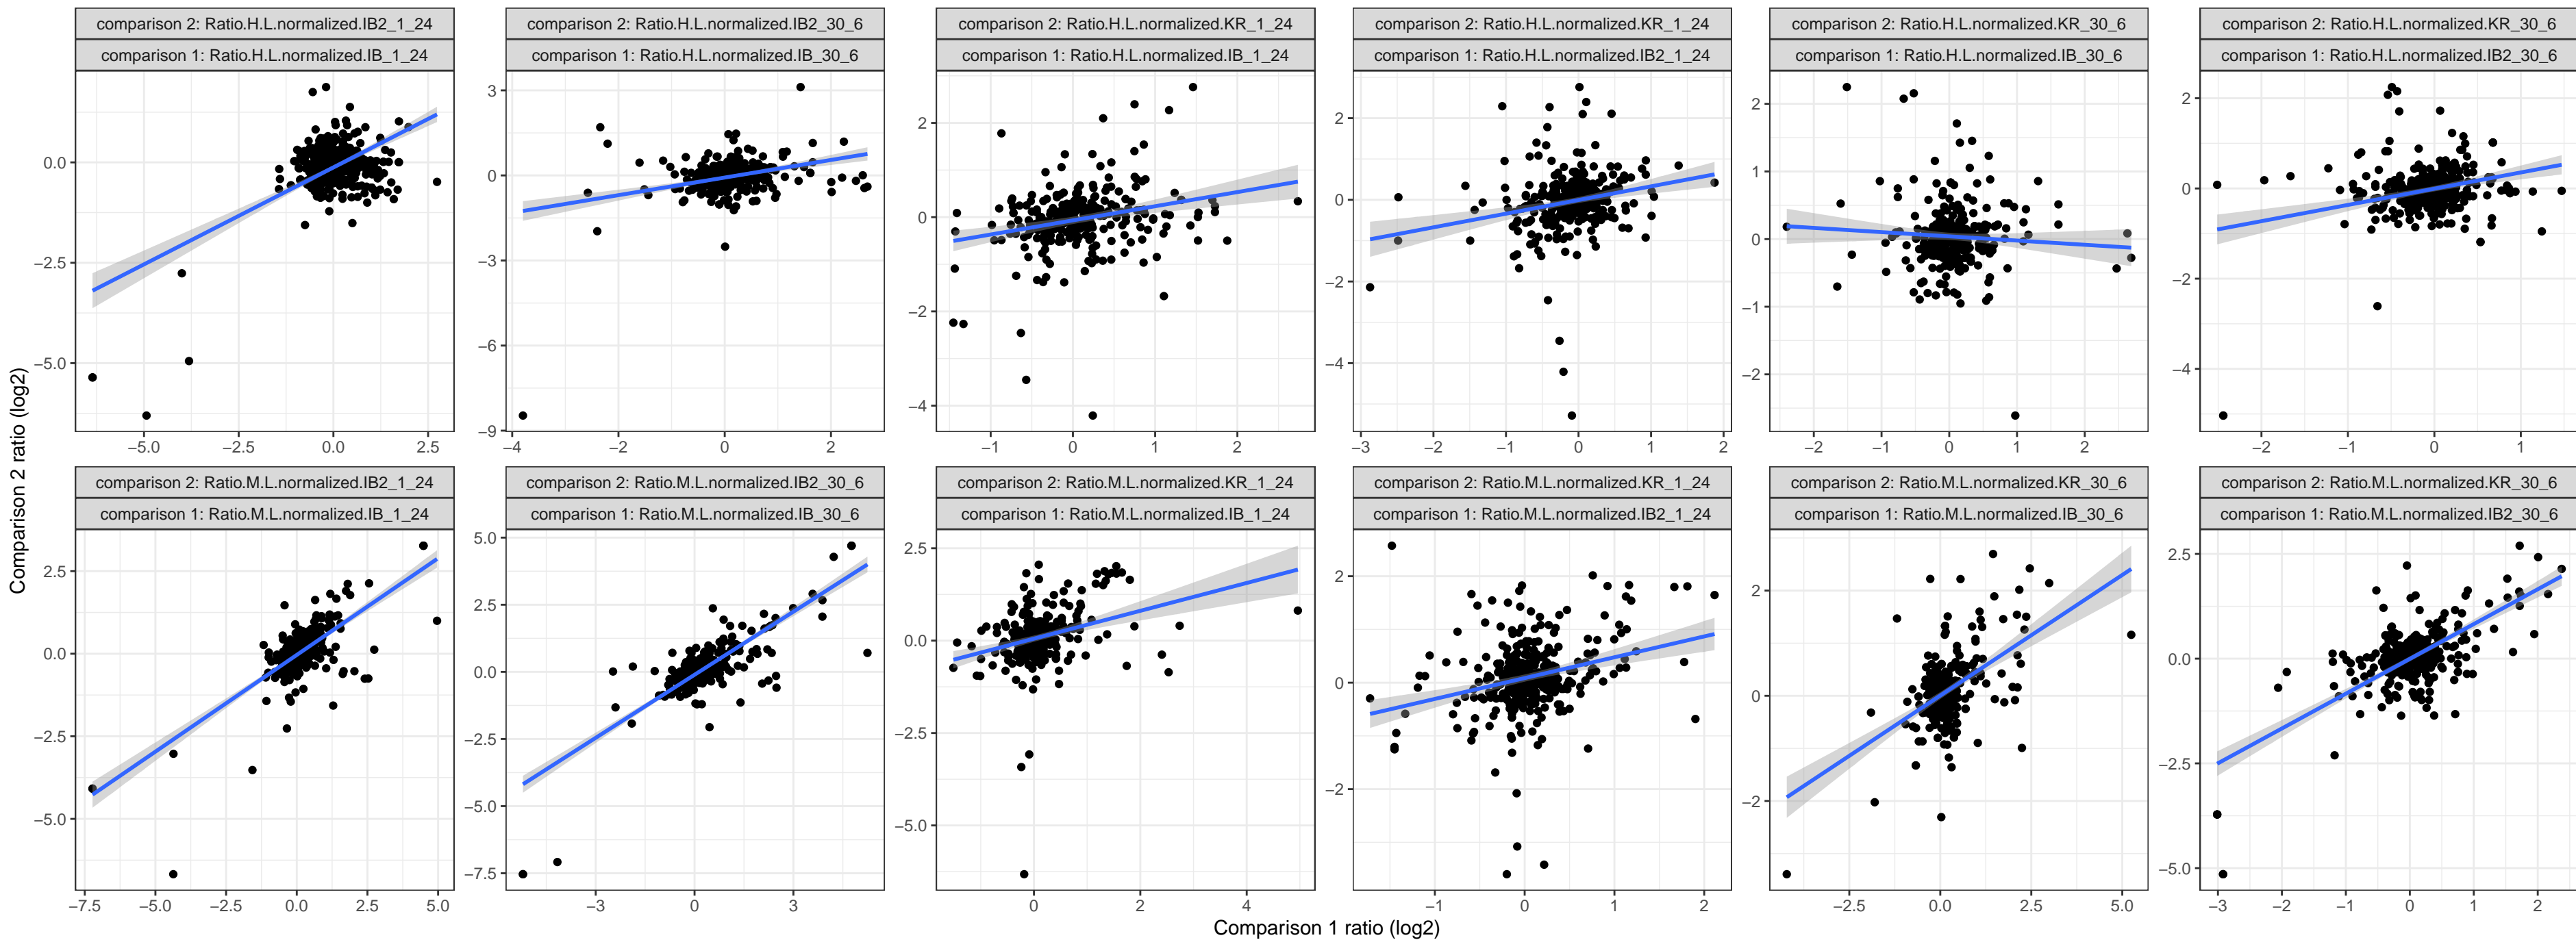 comparison 2: Ratio.H.L.normalized.IB2_1_24
comparison 1: Ratio.H.L.normalized.IB_1_24
comparison 2: Ratio.H.L.normalized.IB2_30_6
comparison 1: Ratio.H.L.normalized.IB_30_6
comparison 2: Ratio.H.L.normalized.KR_1_24
comparison 1: Ratio.H.L.normalized.IB_1_24
comparison 2: Ratio.H.L.normalized.KR_1_24
comparison 1: Ratio.H.L.normalized.IB2_1_24
comparison 2: Ratio.H.L.normalized.KR_30_6
comparison 1: Ratio.H.L.normalized.IB_30_6
comparison 2: Ratio.H.L.normalized.KR_30_6
comparison 1: Ratio.H.L.normalized.IB2_30_6
0.0
−2.5
−5.0
−5.0 −2.5 0.0 2.5
3
0
−3
−6
−9
−4 −2 0 2
2
0
−2
−4
−1 0 1 2
2
0
−2
−4
−3 −2 −1 0 1 2
2
1
0
−1
−2
−2 −1 0 1 2
2
0
−2
−4
−2 −1 0 1
comparison 2: Ratio.M.L.normalized.IB2_1_24
comparison 1: Ratio.M.L.normalized.IB_1_24
comparison 2: Ratio.M.L.normalized.IB2_30_6
comparison 1: Ratio.M.L.normalized.IB_30_6
comparison 2: Ratio.M.L.normalized.KR_1_24
comparison 1: Ratio.M.L.normalized.IB_1_24
comparison 2: Ratio.M.L.normalized.KR_1_24
comparison 1: Ratio.M.L.normalized.IB2_1_24
comparison 2: Ratio.M.L.normalized.KR_30_6
comparison 1: Ratio.M.L.normalized.IB_30_6
comparison 2: Ratio.M.L.normalized.KR_30_6
comparison 1: Ratio.M.L.normalized.IB2_30_6
2.5
0.0
−2.5
−5.0
−7.5 −5.0 −2.5 0.0 2.5 5.0
5.0
2.5
0.0
−2.5
−5.0
−7.5
−3 0 3
2.5
0.0
−2.5
−5.0
0 2 4
2
0
−2
−1 0 1 2
2
0
−2
−2.5 0.0 2.5 5.0
2.5
0.0
−2.5
−5.0
−3 −2 −1 0 1 2
Comparison 2 ratio (log2)
Comparison 1 ratio (log2)